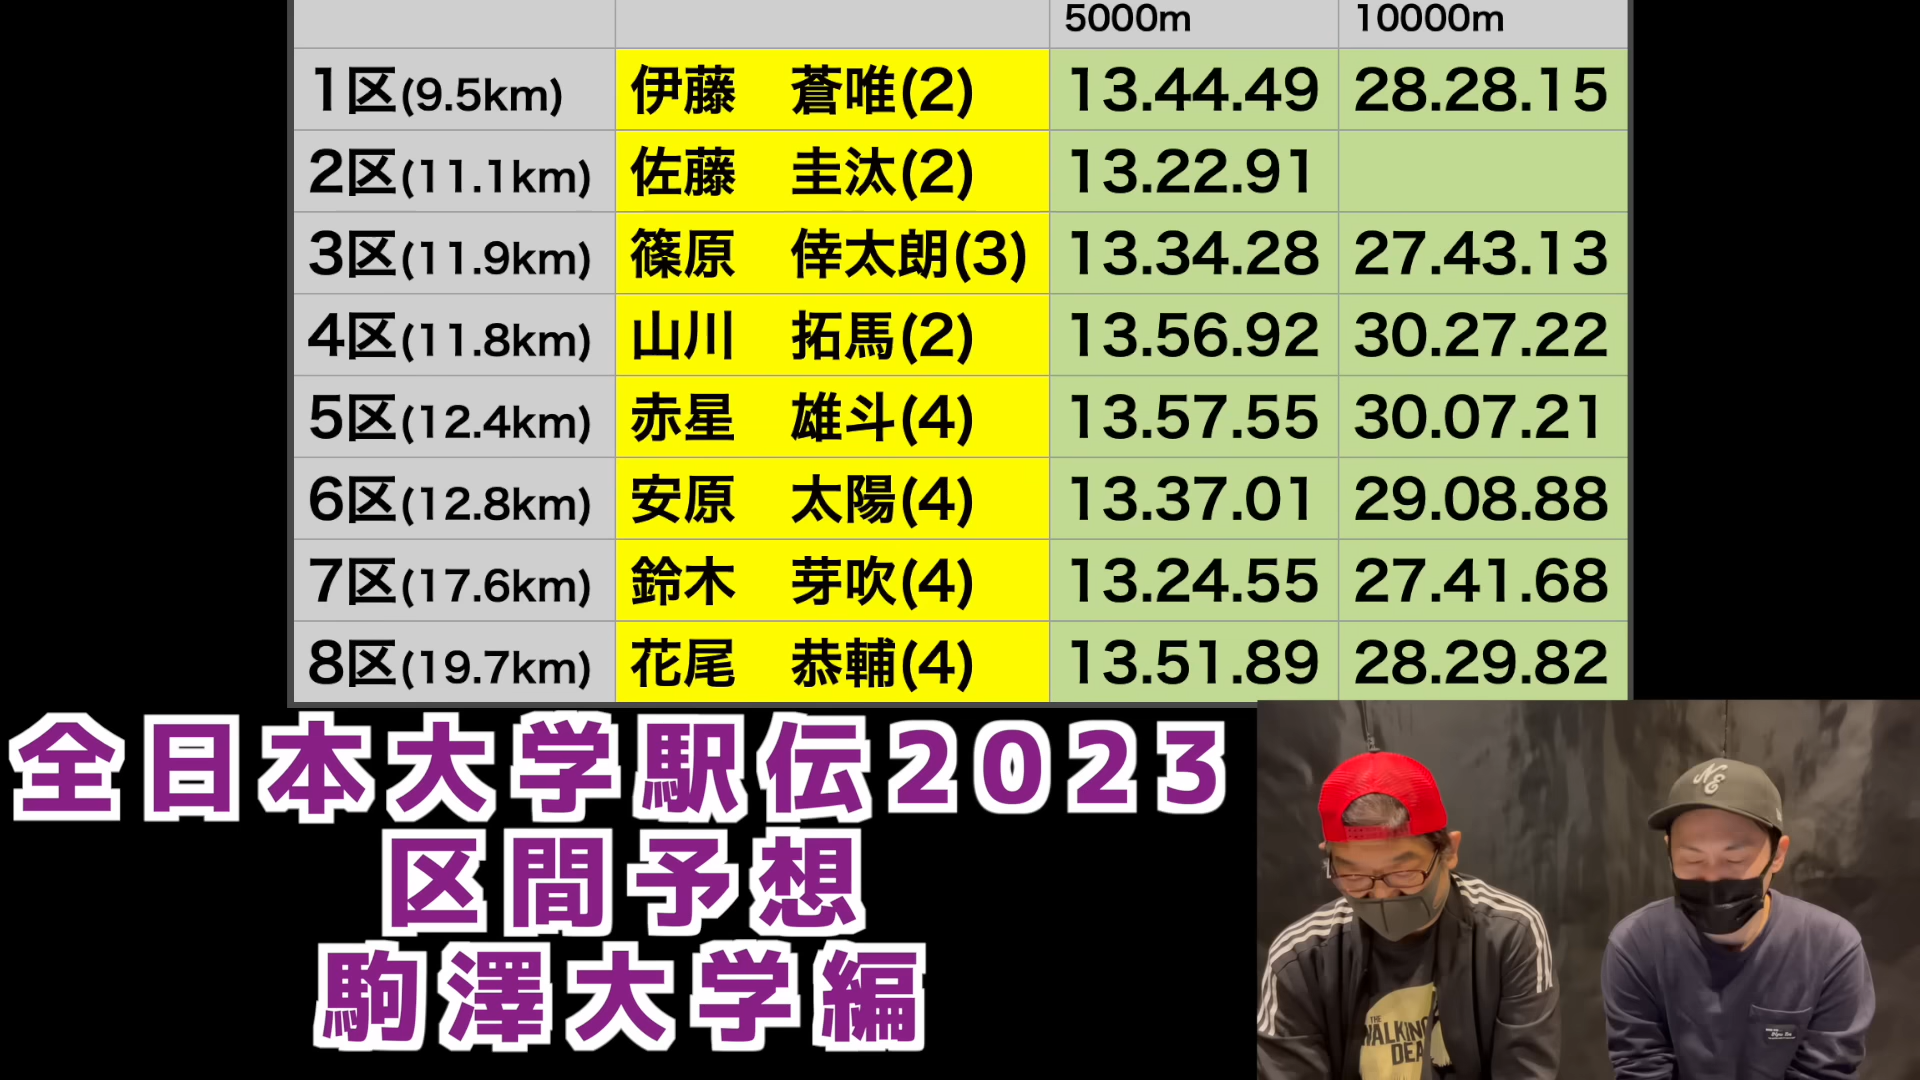 5000m 10000m
1区(9.5km) 伊藤 蒼唯(2) 13.44.49 28.28.15
2区(11.1km) 佐藤 圭汰(2) 13.22.91
3区(11.9km) 篠原 倖太朗(3) 13.34.28 27.43.13
4区(11.8km) 山川 拓馬(2) 13.56.92 30.27.22
5区(12.4km) 赤星 雄斗(4) 13.57.55 30.07.21
6区(12.8km) 安原 太陽(4) 13.37.01 29.08.88
7区(17.6km) 鈴木 芽吹(4) 13.24.55 27.41.68
8区(19.7km) 花尾 恭輔(4) 13.51.89 28.29.82
全日本大学駅伝2023
区間予想
駒澤大学編
NE
THE
WALKING
DEA